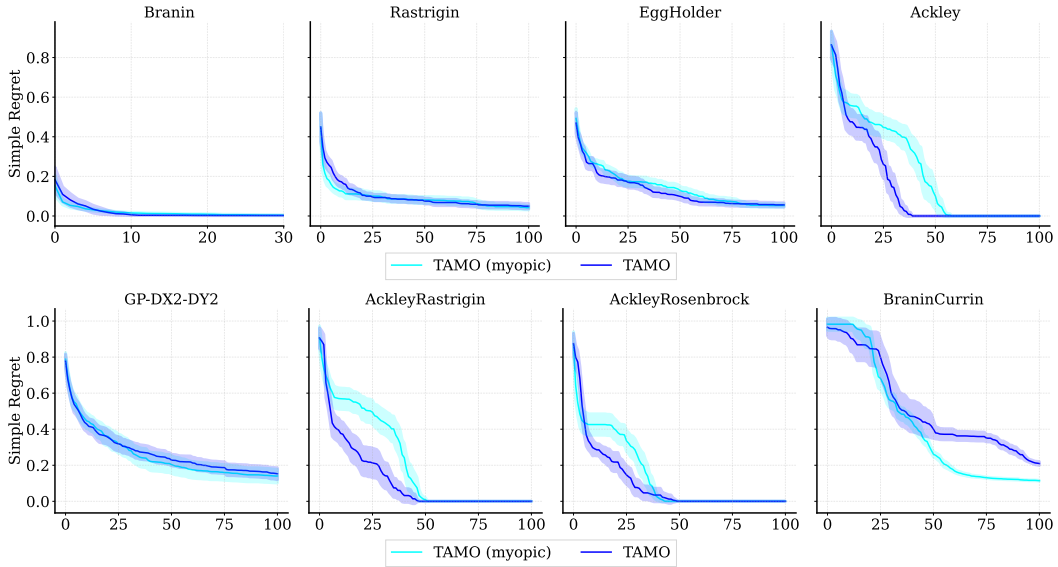 Branin Rastrigin EggHolder Ackley
Simple Regret
0.8
0.6
0.4
0.2
0.0
0 10 20 30 0 25 50 75 100 0 25 50 75 100 0 25 50 75 100
TAMO (myopic) TAMO
GP-DX2-DY2 AckleyRastrigin AckleyRosenbrock BraninCurrin
Simple Regret
1.0
0.8
0.6
0.4
0.2
0.0
0 25 50 75 100 0 25 50 75 100 0 25 50 75 100 0 25 50 75 100
TAMO (myopic) TAMO